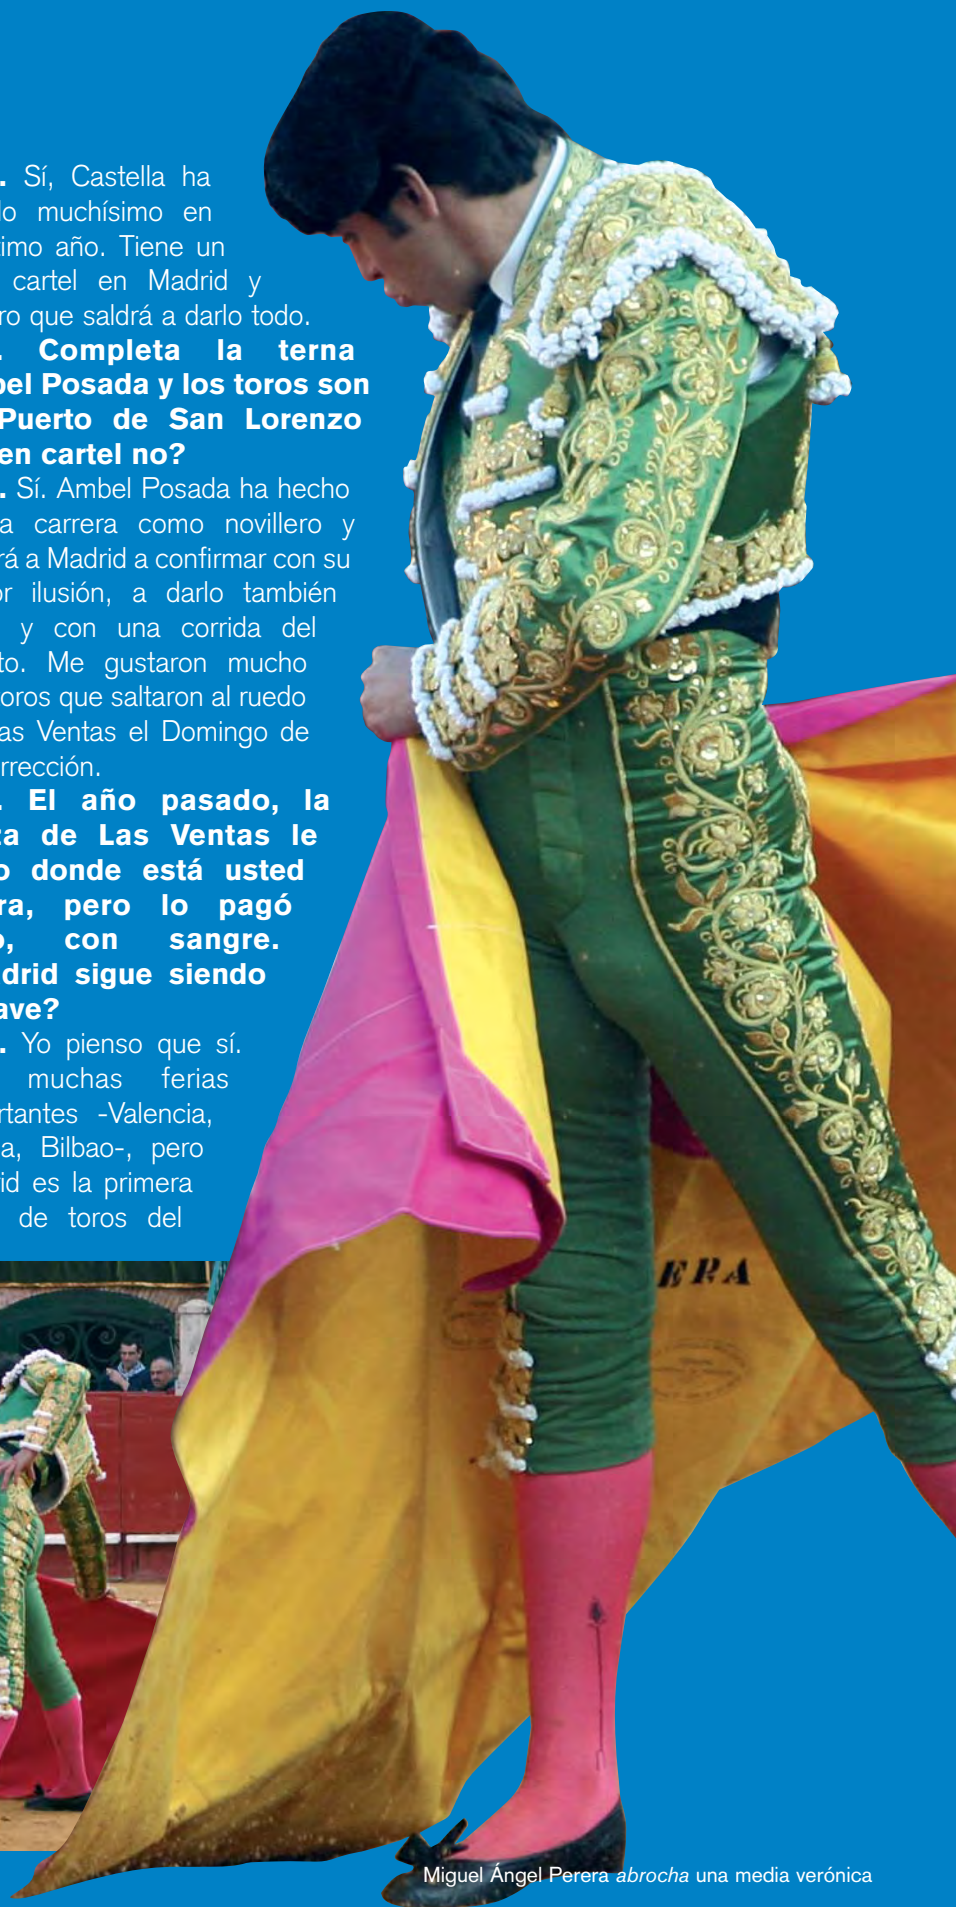 . Sí, Castella ha
lo muchísimo en
timo año. Tiene un
cartel en Madrid y
ro que saldrá a darlo todo.
. Completa la terna
bel Posada y los toros son
Puerto de San Lorenzo
en cartel no?
. Sí. Ambel Posada ha hecho
a carrera como novillero y
rá a Madrid a confirmar con su
or ilusión, a darlo también
y con una corrida del
to. Me gustaron mucho
toros que saltaron al ruedo
as Ventas el Domingo de
rrección.
. El año pasado, la
za de Las Ventas le
o donde está usted
ra, pero lo pagó
o, con sangre.
drid sigue siendo
ave?
. Yo pienso que sí.
muchas ferias
rtantes -Valencia,
a, Bilbao-, pero
rid es la primera
de toros del
ERA
Miguel Ángel Perera abrocha una media verónica